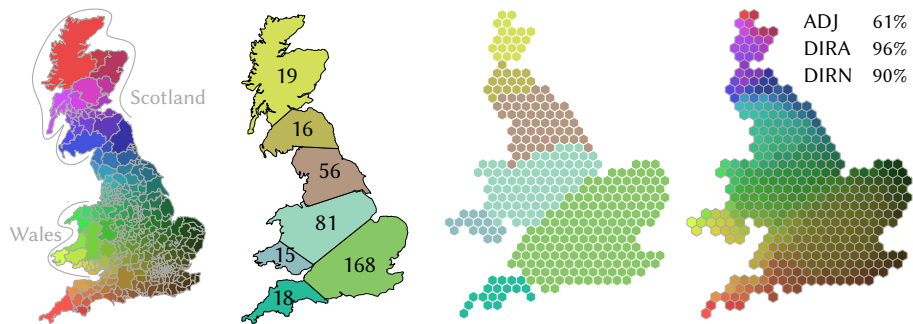 Scotland
Wales
19
16
56
81
15
168
18
ADJ 61%
DIRA 96%
DIRN 90%